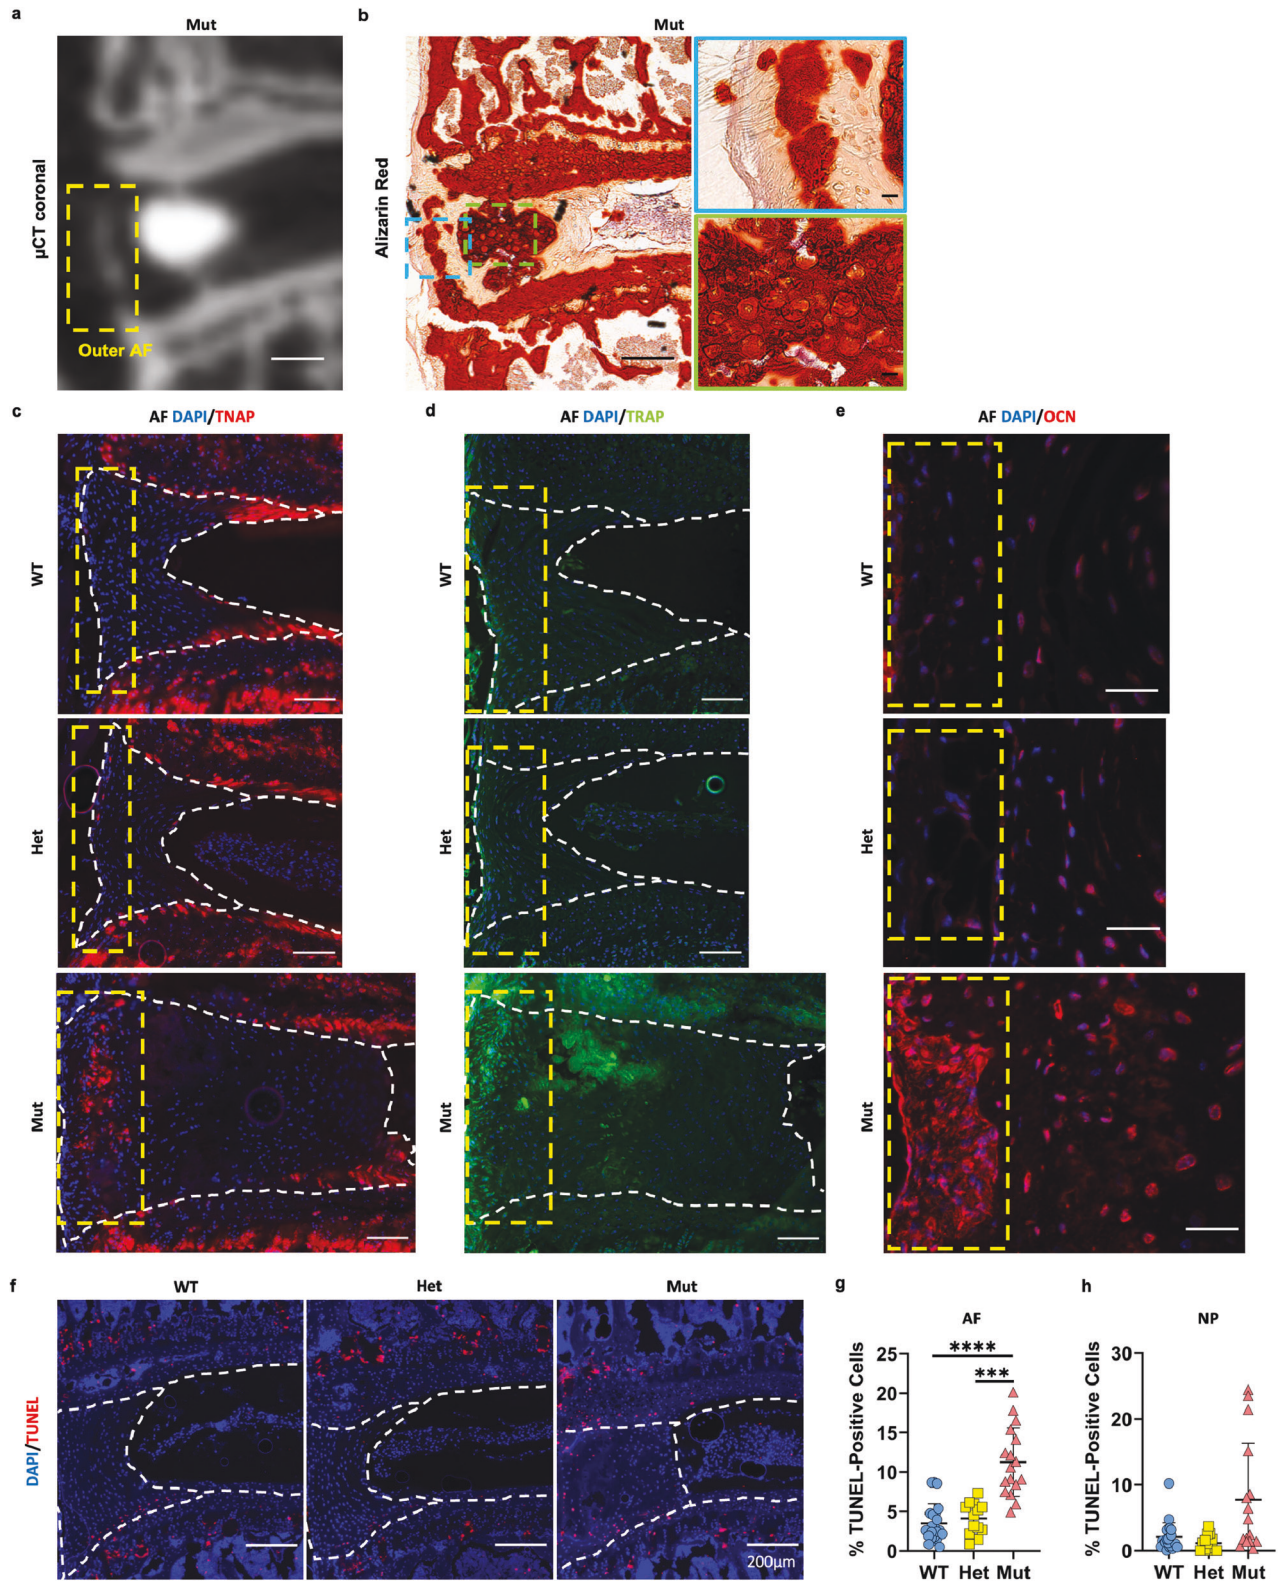 a
Mut
μCT coronal
Outer AF
b
Mut
Alizarin Red
c
AF DAPI/TNAP
WT
Het
Mut
d
AF DAPI/TRAP
WT
Het
Mut
e
AF DAPI/OCN
WT
Het
Mut
f
WT
Het
Mut
DAPI/TUNEL
200μm
g
AF
% TUNEL-Positive Cells
25
20
15
10
5
0
****
***
WT Het Mut
h
NP
% TUNEL-Positive Cells
30
20
10
0
WT Het Mut